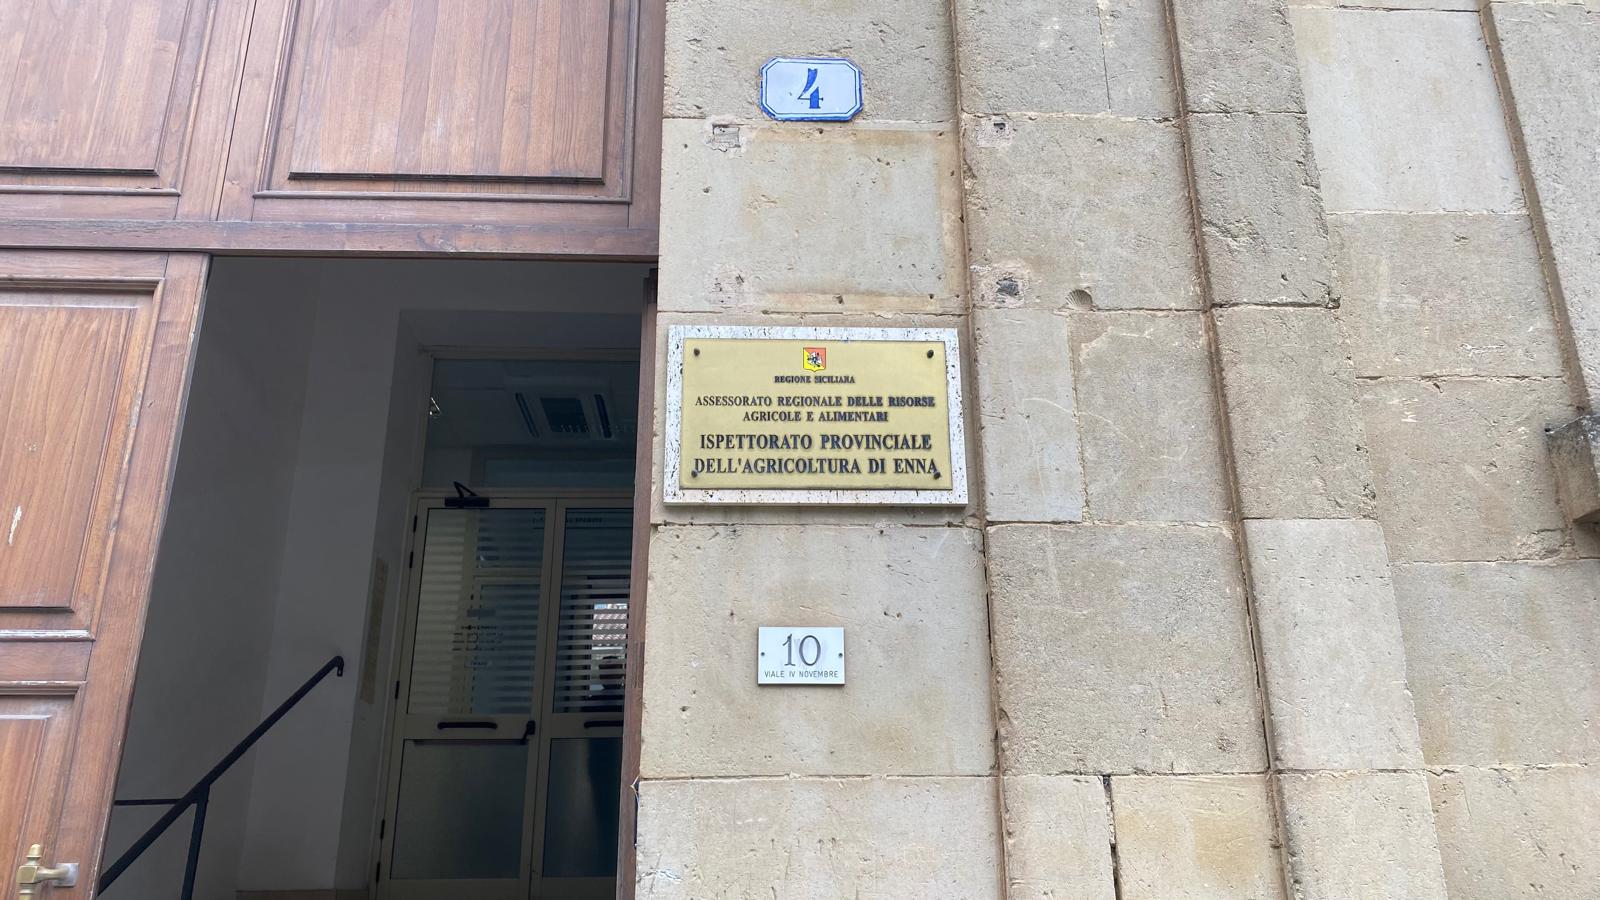 4
REGIONE SICILIANA
ASSESSORATO REGIONALE DELLE RISORSE
AGRICOLE E ALIMENTARI
ISPETTORATO PROVINCIALE
DELL'AGRICOLTURA DI ENNA
10
VIALE IV NOVEMBRE